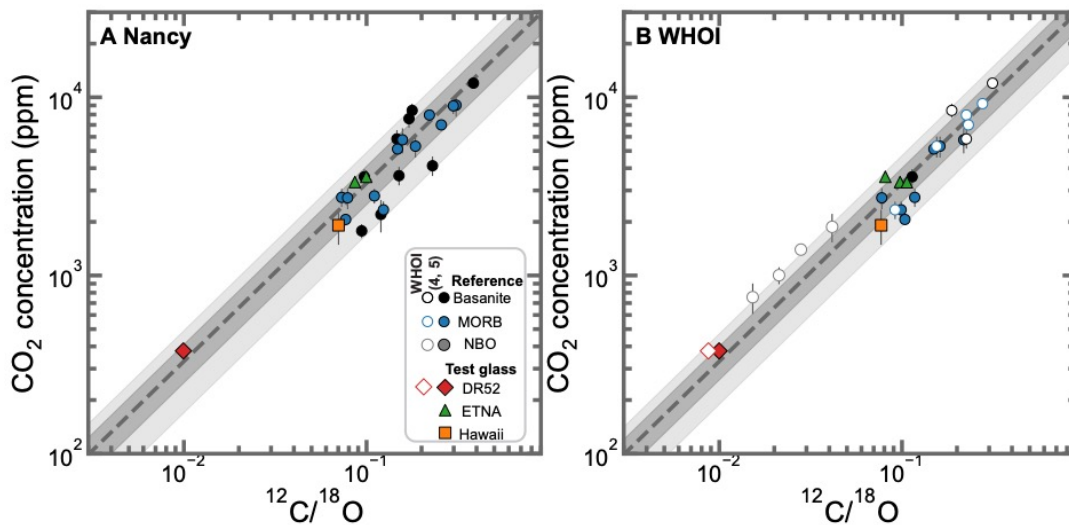 A Nancy
CO2 concentration (ppm)
10^4
10^3
10^2
10^-2
10^-1
^12C/^18O
WHOI
(4, 5)
Reference
Basanite
MORB
NBO
Test glass
DR52
ETNA
Hawaii
B WHOI
CO2 concentration (ppm)
10^4
10^3
10^2
10^-2
10^-1
^12C/^18O